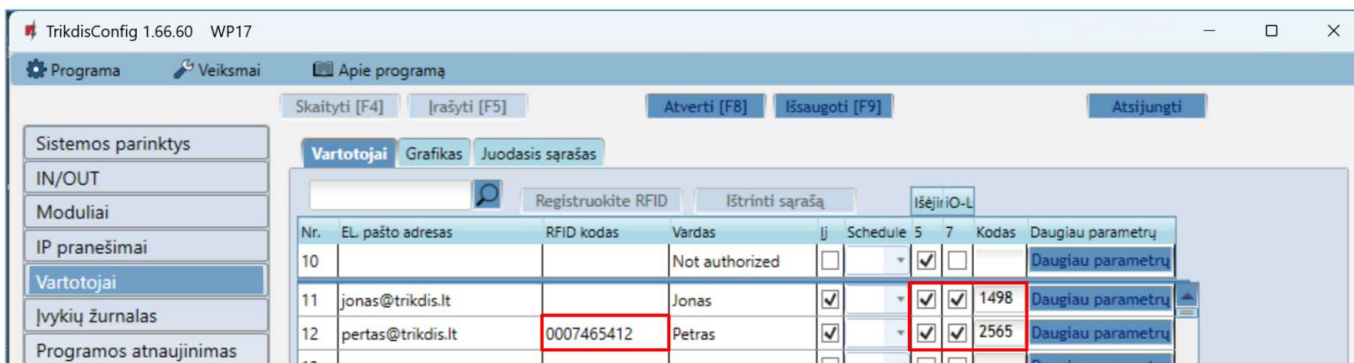 TrikdisConfig 1.66.60 WP17
Programa Veiksmai Apie programą
Skaityti [F4] Įrašyti [F5] Atverti [F8] Išsaugoti [F9] Atsijungti
Sistemos parinktys
IN/OUT
Moduliai
IP pranešimai
Vartotojai
Įvykių žurnalas
Programos atnaujinimas
Vartotojai Grafikas Juodasis sąrašas
Registruokite RFID Ištrinti sąrašą
Išėjin iO-L
Nr. EL. pašto adresas RFID kodas Vardas Įj Schedule 5 7 Kodas Daugiau parametrų
10 Not authorized Daugiau parametrų
11 jonas@trikdis.lt Jonas 1498 Daugiau parametrų
12 pertas@trikdis.lt 0007465412 Petras 2565 Daugiau parametrų